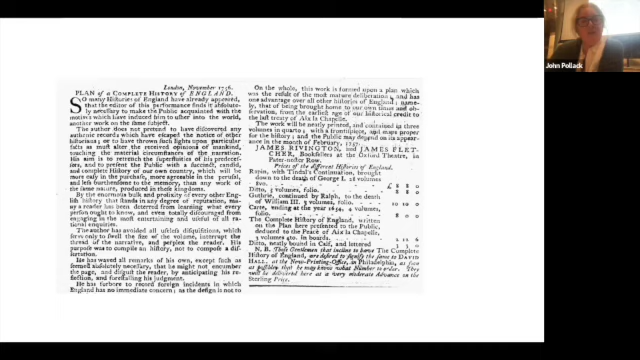 London, November 1756.
PLAN of a COMPLETE HISTORY of ENGLAND.
SO many Histories of England have already appeared,
that the editor of this performance finds it absolute-
ly necessary to make the Public acquainted with the
motives which have induced him to usher into the world,
another work on the same subject.
The author does not pretend to have discovered any
authentic records which have escaped the notice of other
historians; or to have thrown such lights upon particular
facts as must alter the received opinions of mankind,
touching the material circumstances of the narration.
His aim is to retrench the superfluities of his predecef-
sors, and to present the Public with a succinct, candid,
and complete History of our own country, which will be
more easy in the purchase, more agreeable in the perusal,
and less burthensome to the memory, than any work of
the same nature, produced in these kingdoms.
By the enormous bulk and prolixity of every other Eng-
lish history that stands in any degree of reputation, ma-
ny a reader has been deterred from learning what every
person ought to know, and even totally discouraged from
engaging in the most entertaining and useful of all ra-
tional enquiries.
The author has avoided all useless disquisitions, which
serve only to swell the size of the volume, interrupt the
thread of the narrative, and perplex the reader. His
purpose was to compile an history, not to compose a dis-
sertation.
He has waved all remarks of his own, except such as
seemed absolutely necessary, that he might not encumber
the page, and disgust the reader, by anticipating his re-
flection, and forestalling his judgment.
He has forbore to record foreign incidents in which
England has no immediate concern; as the design is not to
On the whole, this work is formed upon a plan which
was the result of the most mature deliberation; and has
one advantage over all other histories of England; name-
ly, that of being brought home to our own times and ob-
servation, from the earliest age of our historical credit to
the last treaty of Aix la Chapelle.
The work will be neatly printed, and contained in three
volumes in quarto; with a frontispiece, and maps proper
for the history; and the Public may depend on its appear-
ance in the month of February, 1757.
JAMES RIVINGTON, and JAMES FLET-
CHER, Booksellers at the Oxford Theatre, in
Pater-noster Row.
Prices of the different Histories of England.
Rapin, with Tindal's Continuation, brought
down to the death of George I. 28 volumes
8vo. £ 8 8 0
Ditto, 5 volumes, folio. 8 8 0
Guthrie, continued by Ralph, to the death
of William III. 5 volumes, folio. 10 10 0
Carte, ending at the year 1654, 4 volumes,
folio. 8 0 0
The Complete History of England, written
on the Plan here presented to the Public,
deduced to the Peace of Aix la Chapelle,
3 volumes 4to. in boards. 1 11 6
Ditto, neatly bound in Calf, and lettered
N. B. Those Gentlemen that incline to have The Complete
History of England, are desired to signify the same to DAVID
HALL, at the New-Printing-Office, in Philadelphia, as soon
as possible, that he may know what Number to order. They
will be delivered here at a very moderate Advance on the
Sterling Price.
John Pollack